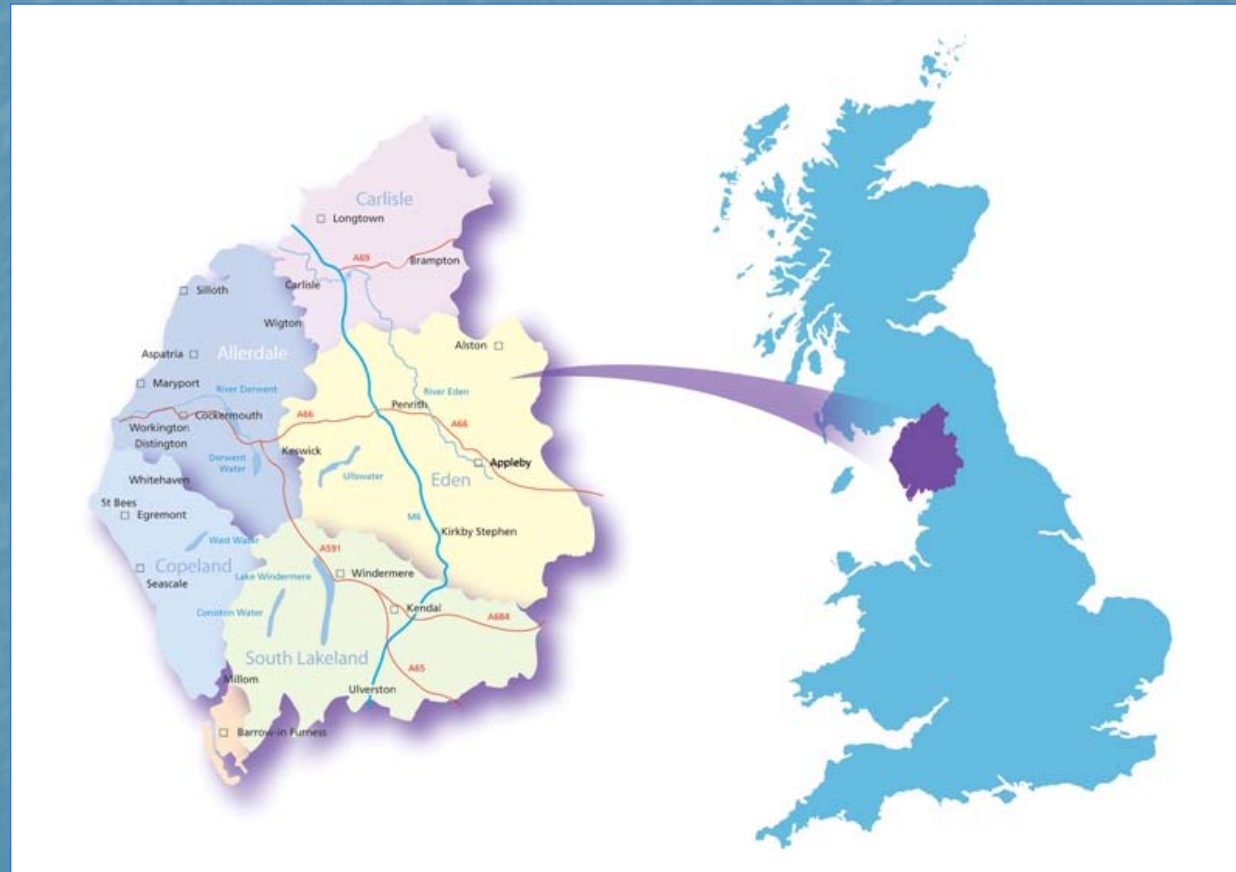 Carlisle
Longtown
A69
Brampton
Carlisle
Silloth
Wigton
Aspatria
Allerdale
Alston
Maryport
River Derwent
River Eden
Penrith
Cockermouth
A66
A66
Workington
Distington
Keswick
Derwent
Water
Appleby
Ullswater
Eden
Whitehaven
St Bees
Egremont
M6
Kirkby Stephen
Wast Water
A591
Copeland
Seascale
Lake Windermere
Windermere
Coniston Water
Kendal
A684
South Lakeland
A65
Millom
Ulverston
Barrow-in Furness